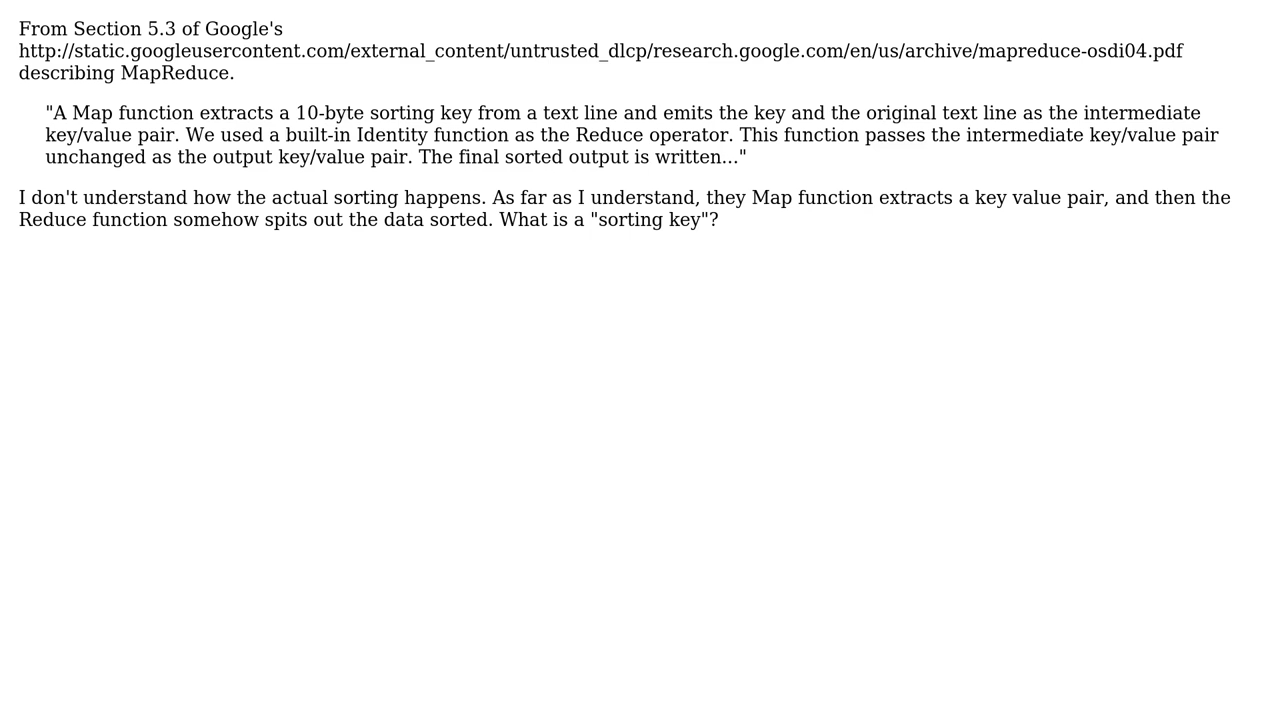 From Section 5.3 of Google's
http://static.googleusercontent.com/external_content/untrusted_dlcp/research.google.com/en/us/archive/mapreduce-osdi04.pdf
describing MapReduce.
"A Map function extracts a 10-byte sorting key from a text line and emits the key and the original text line as the intermediate
key/value pair. We used a built-in Identity function as the Reduce operator. This function passes the intermediate key/value pair
unchanged as the output key/value pair. The final sorted output is written..."
I don't understand how the actual sorting happens. As far as I understand, they Map function extracts a key value pair, and then the
Reduce function somehow spits out the data sorted. What is a "sorting key"?